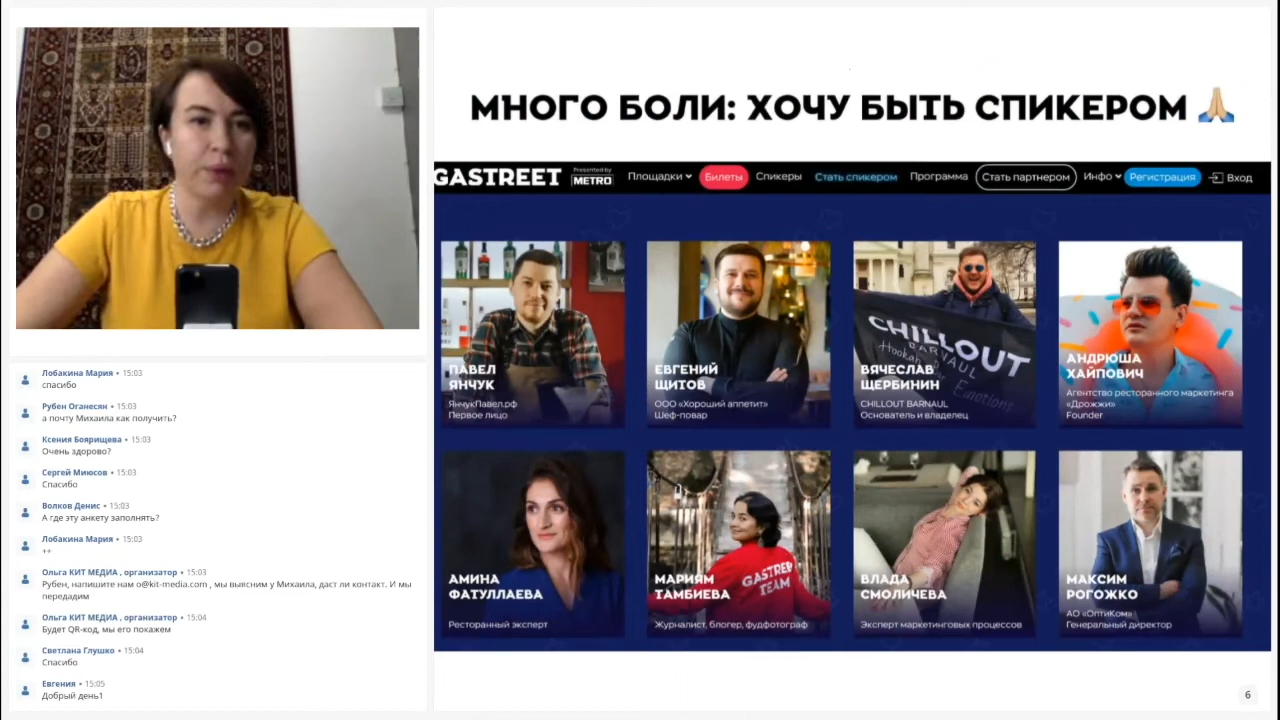 МНОГО БОЛИ: ХОЧУ БЫТЬ СПИКЕРОМ
GASTREET Presented by METRO Площадки Билеты Спикеры Стать спикером Программа Стать партнером Инфо Регистрация Вход
ПАВЕЛ
ЯНЧУК
ЯнчукПавел.рф
Первое лицо
ЕВГЕНИЙ
ЩИТОВ
ООО «Хороший аппетит»
Шеф-повар
CHILLOUT
BARNAUL
ВЯЧЕСЛАВ
ЩЕРБИНИН
CHILLOUT BARNAUL
Основатель и владелец
АНДРЮША
ХАЙПОВИЧ
Агентство ресторанного маркетинга
«Дрожжи»
Founder
АМИНА
ФАТУЛЛАЕВА
Ресторанный эксперт
GASTREET
TEAM
МАРИЯМ
ТАМБИЕВА
Журналист, блогер, фудфотограф
ВЛАДА
СМОЛИЧЕВА
Эксперт маркетинговых процессов
МАКСИМ
РОГОЖКО
АО «ОптиКом»
Генеральный директор
6
Лобакина Мария • 15:03
спасибо
Рубен Оганесян • 15:03
а почту Михаила как получить?
Ксения Бояришева • 15:03
Очень здорово?
Сергей Миюсов • 15:03
Спасибо
Волков Денис • 15:03
А где эту анкету заполнять?
Лобакина Мария • 15:03
++
Ольга КИТ МЕДИА , организатор • 15:03
Рубен, напишите нам o@kit-media.com , мы выясним у Михаила, даст ли контакт. И мы
передадим
Ольга КИТ МЕДИА , организатор • 15:04
Будет QR-код, мы его покажем
Светлана Глушко • 15:04
Спасибо
Евгения • 15:05
Добрый день1